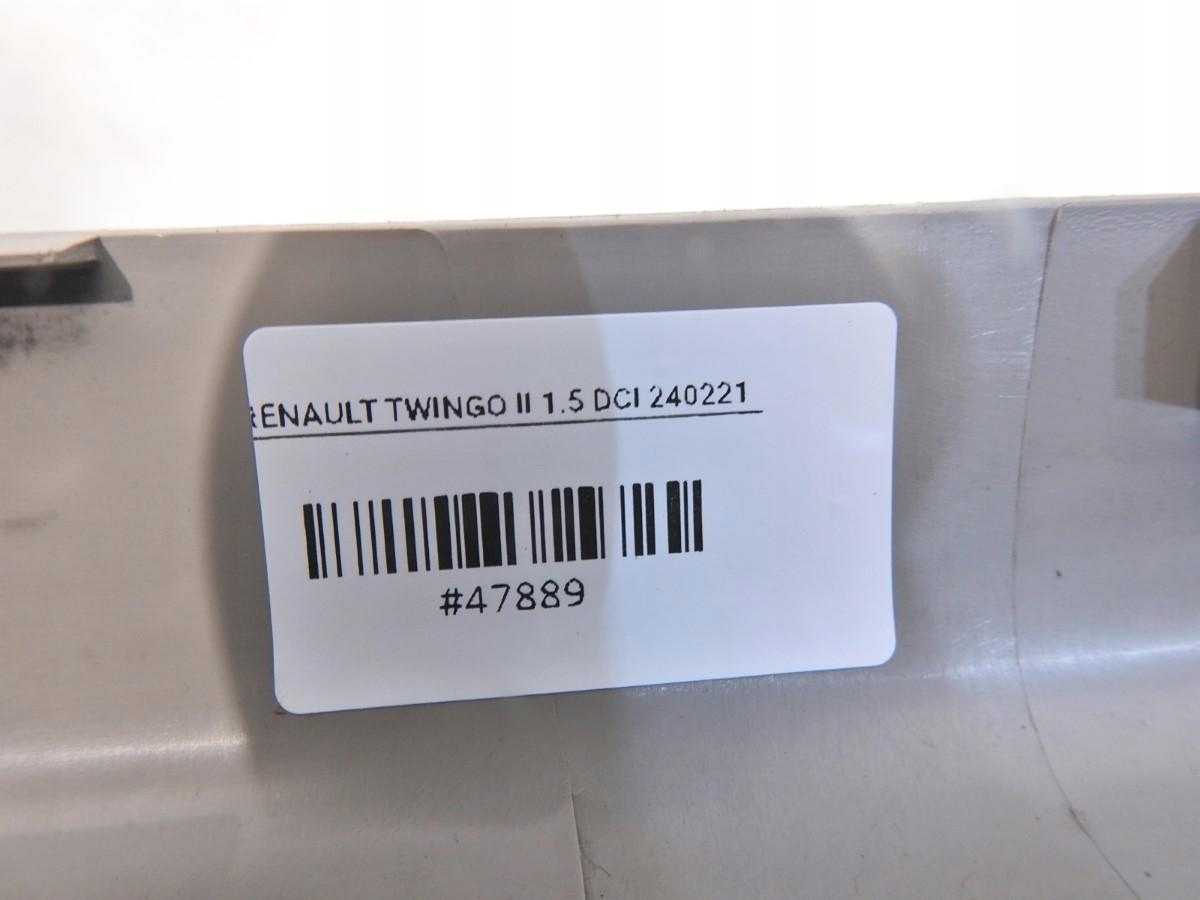 RENAULT TWINGO II 1.5 DCI 240221
#47889